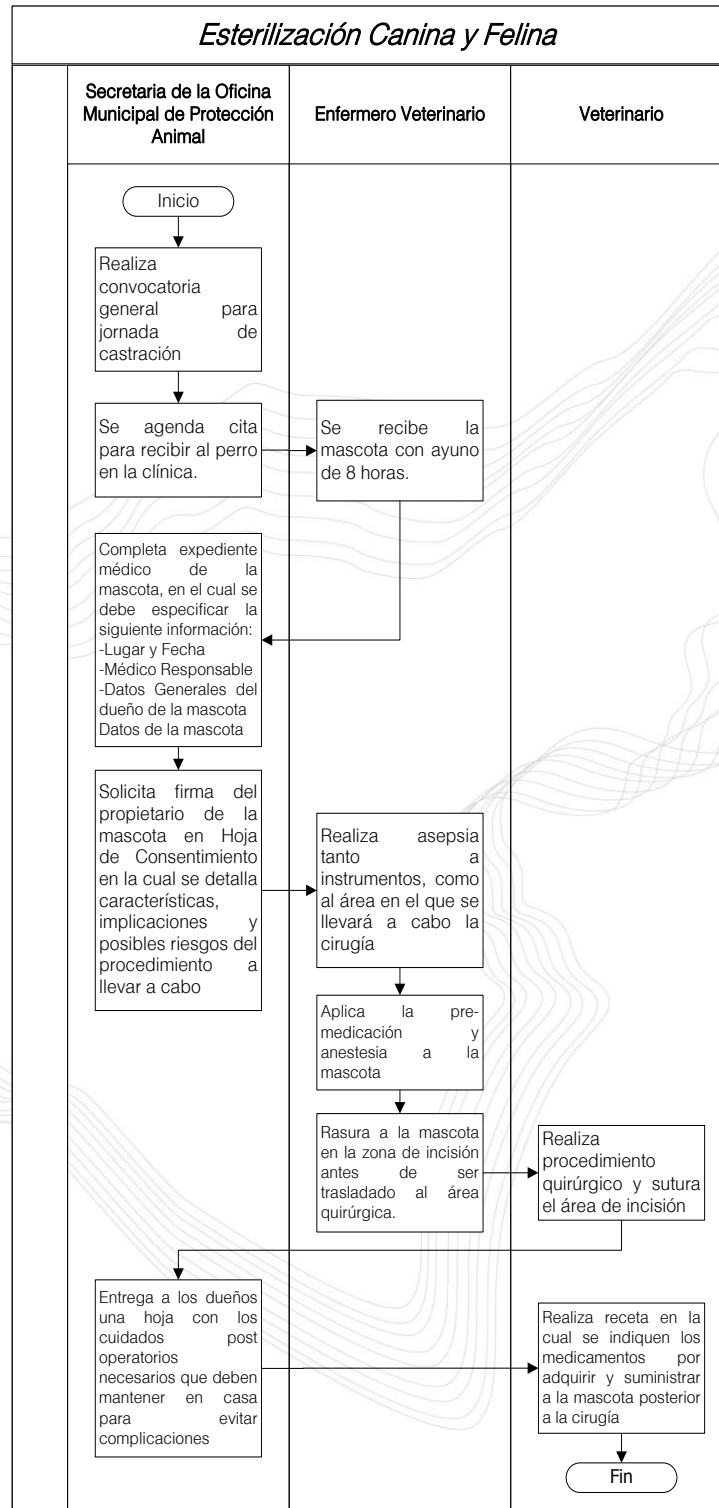 Esterilización Canina y Felina
Secretaria de la Oficina
Municipal de Protección
Animal
Enfermero Veterinario
Veterinario
Inicio
Realiza
convocatoria
general para
jornada de
castración
Se agenda cita
para recibir al perro
en la clínica.
Se recibe la
mascota con ayuno
de 8 horas.
Completa expediente
médico de la
mascota, en el cual se
debe especificar la
siguiente información:
-Lugar y Fecha
-Médico Responsable
-Datos Generales del
dueño de la mascota
Datos de la mascota
Solicita firma del
propietario de la
mascota en Hoja
de Consentimiento
en la cual se detalla
características,
implicaciones y
posibles riesgos del
procedimiento a
llevar a cabo
Realiza asepsia
tanto a
instrumentos, como
al área en el que se
llevará a cabo la
cirugía
Aplica la pre-
medicación y
anestesia a la
mascota
Rasura a la mascota
en la zona de incisión
antes de ser
trasladado al área
quirúrgica.
Realiza
procedimiento
quirúrgico y sutura
el área de incisión
Entrega a los dueños
una hoja con los
cuidados post
operatorios
necesarios que deben
mantener en casa
para evitar
complicaciones
Realiza receta en la
cual se indiquen los
medicamentos por
adquirir y suministrar
a la mascota posterior
a la cirugía
Fin